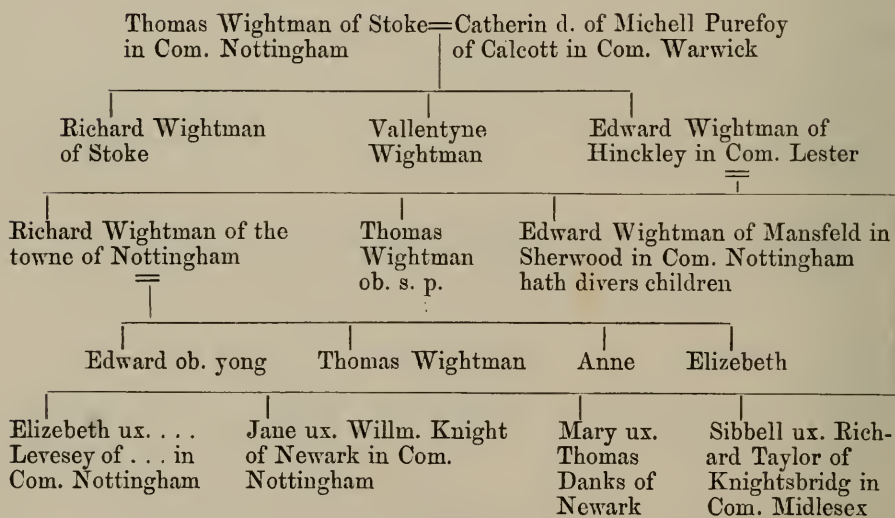 Thomas Wightman of Stoke=Catherin d. of Michell Purefoy
in Com. Nottingham
of Calcott in Com. Warwick
Richard Wightman
of Stoke
Vallentyne
Wightman
Edward Wightman of
Hinckley in Com. Lester
Richard Wightman of the
towne of Nottingham
Thomas
Wightman
ob. s. p.
Edward Wightman of Mansfeld in
Sherwood in Com. Nottingham
hath divers children
Edward ob. yong
Thomas Wightman
Anne
Elizebeth
Elizebeth ux. . . .
Levesey of . . . in
Com. Nottingham
Jane ux. Willm. Knight
of Newark in Com.
Nottingham
Mary ux.
Thomas
Danks of
Newark
Sibbell ux. Rich-
ard Taylor of
Knightsbridg in
Com. Midlesex